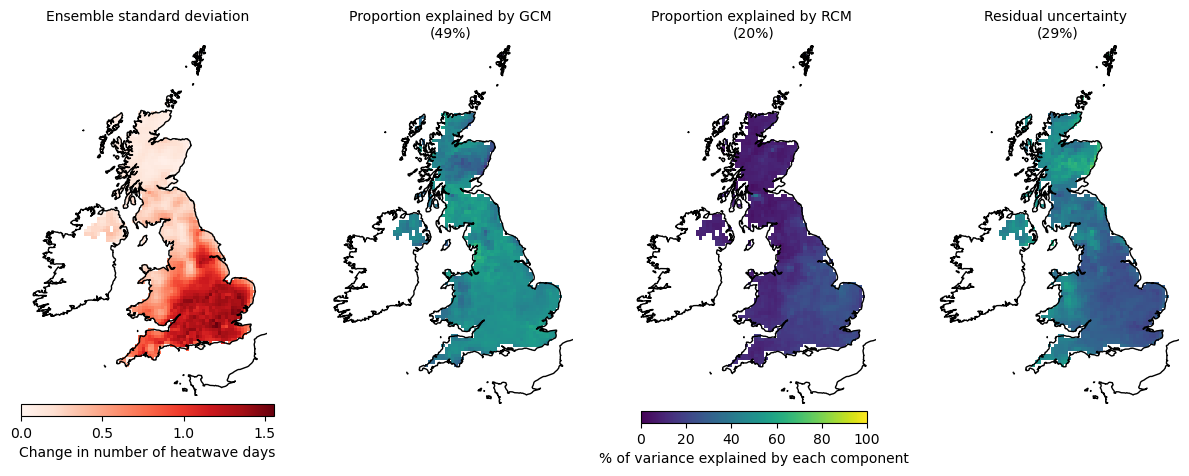 Ensemble standard deviation
Proportion explained by GCM
(49%)
Proportion explained by RCM
(20%)
Residual uncertainty
(29%)
0.0 0.5 1.0 1.5
Change in number of heatwave days
0 20 40 60 80 100
% of variance explained by each component